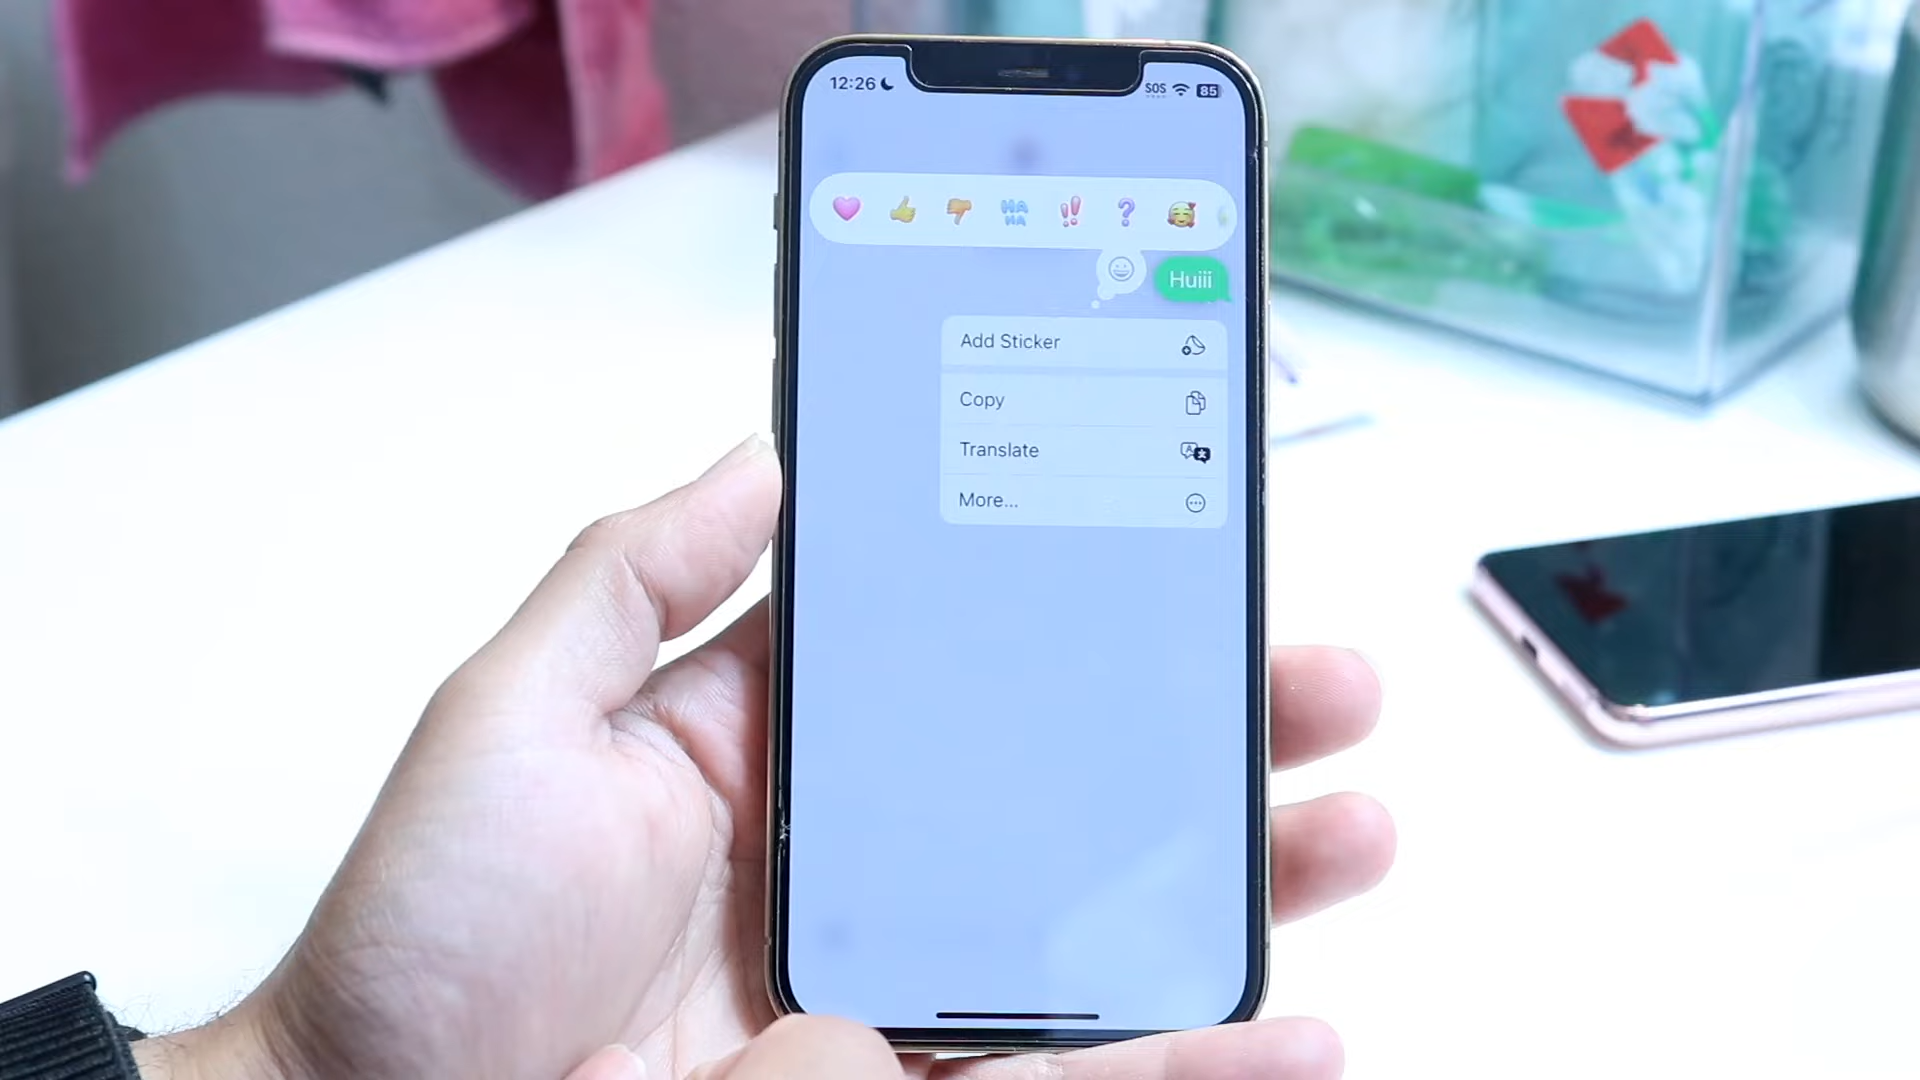 12:26
SOS
85
HA
HA
Huiii
Add Sticker
Copy
Translate
More...